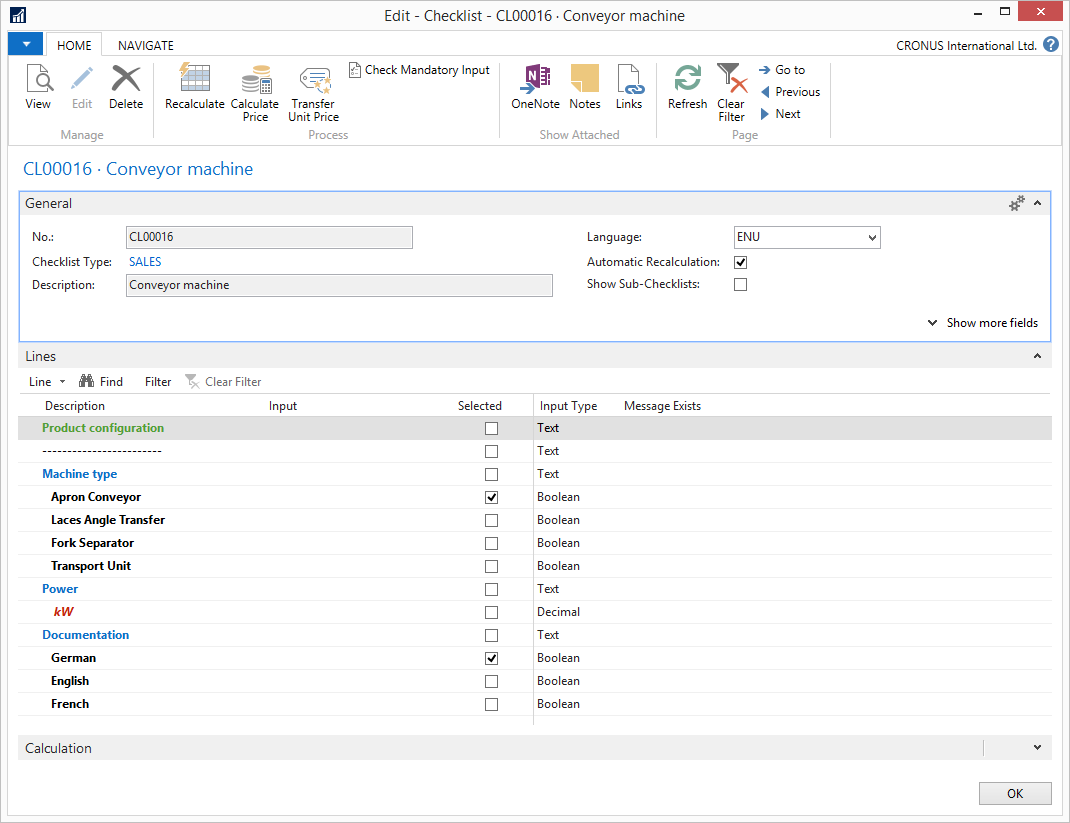 Edit - Checklist - CL00016 · Conveyor machine
HOME NAVIGATE CRONUS International Ltd. ?
View Edit Delete Recalculate Calculate Price Transfer Unit Price Check Mandatory Input OneNote Notes Links Refresh Clear Filter Go to Previous Next
Manage Process Show Attached Page
CL00016 · Conveyor machine
General
No.: CL00016 Language: ENU
Checklist Type: SALES Automatic Recalculation:
Description: Conveyor machine Show Sub-Checklists:
Show more fields
Lines
Line Find Filter Clear Filter
Description Input Selected Input Type Message Exists
Product configuration Text
------------------------ Text
Machine type Text
Apron Conveyor Boolean
Laces Angle Transfer Boolean
Fork Separator Boolean
Transport Unit Boolean
Power Text
kW Decimal
Documentation Text
German Boolean
English Boolean
French Boolean
Calculation
OK